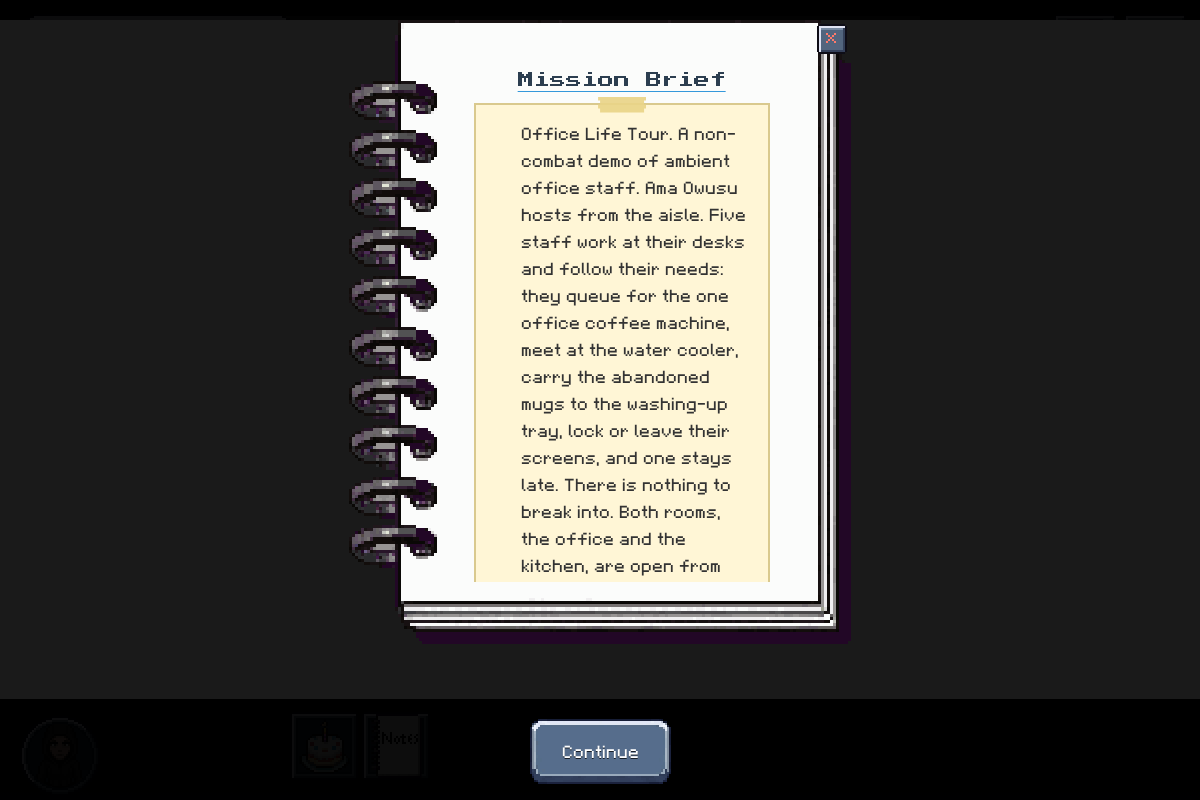 Mission Brief
Office Life Tour. A non-
combat demo of ambient
office staff. Ama Owusu
hosts from the aisle. Five
staff work at their desks
and follow their needs:
they queue for the one
office coffee machine,
meet at the water cooler,
carry the abandoned
mugs to the washing-up
tray, lock or leave their
screens, and one stays
late. There is nothing to
break into. Both rooms,
the office and the
kitchen, are open from
Notes
Continue